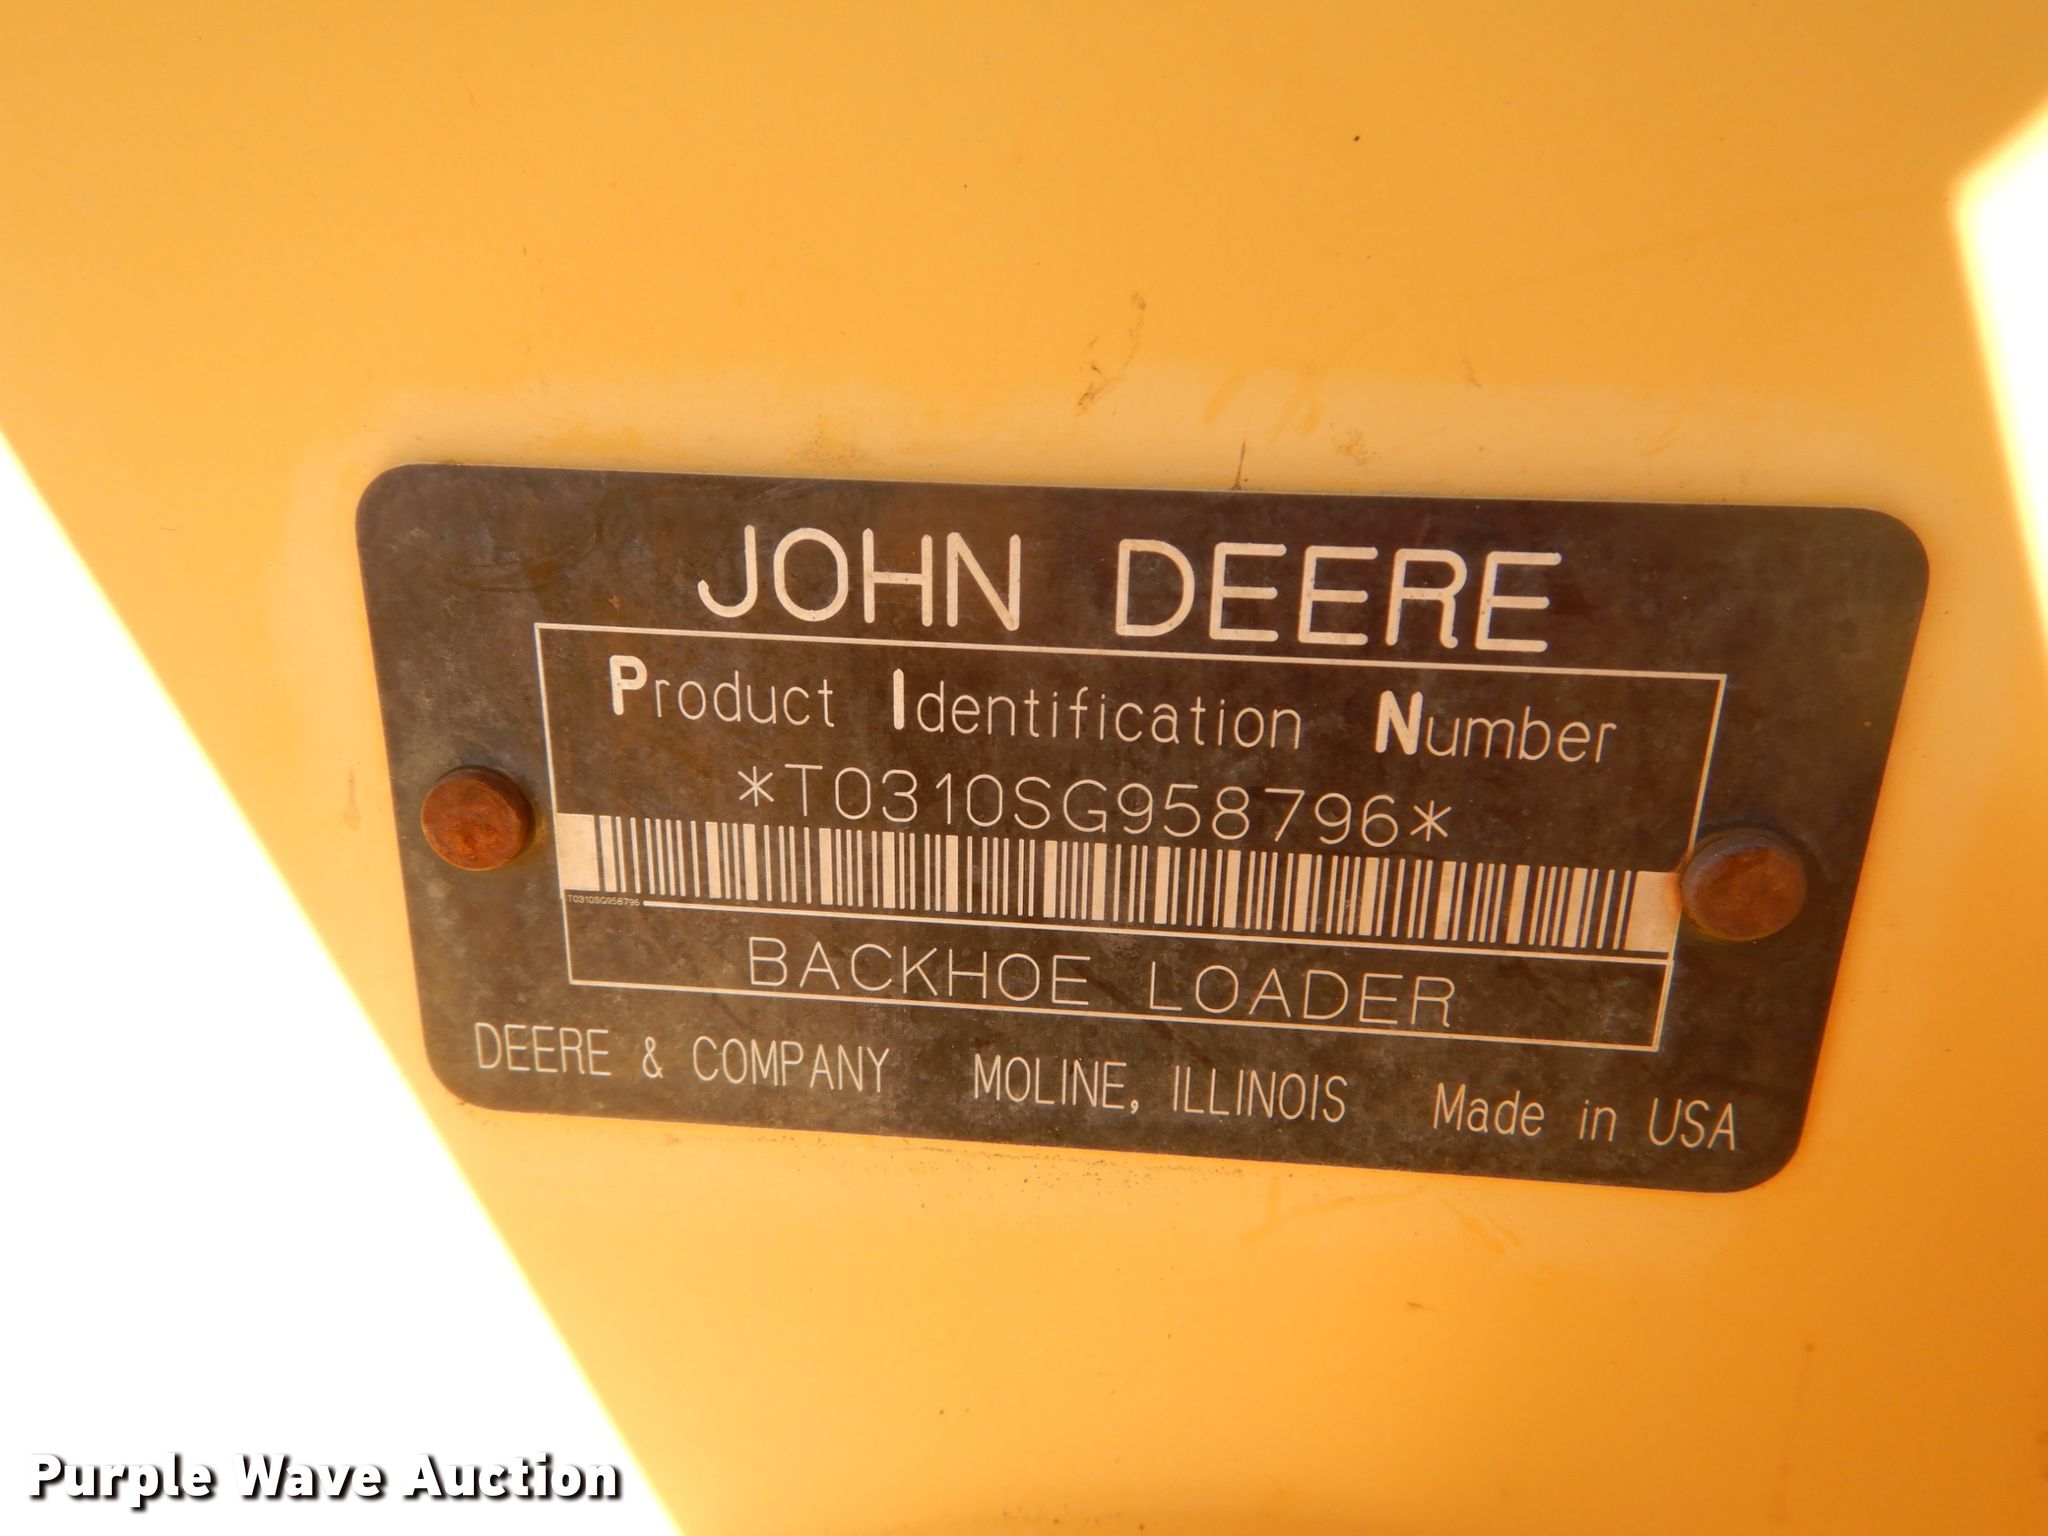 JOHN DEERE
Product Identification Number
*T0310SG958796*
T0310SG958796
BACKHOE LOADER
DEERE & COMPANY MOLINE, ILLINOIS Made in USA
Purple Wave Auction